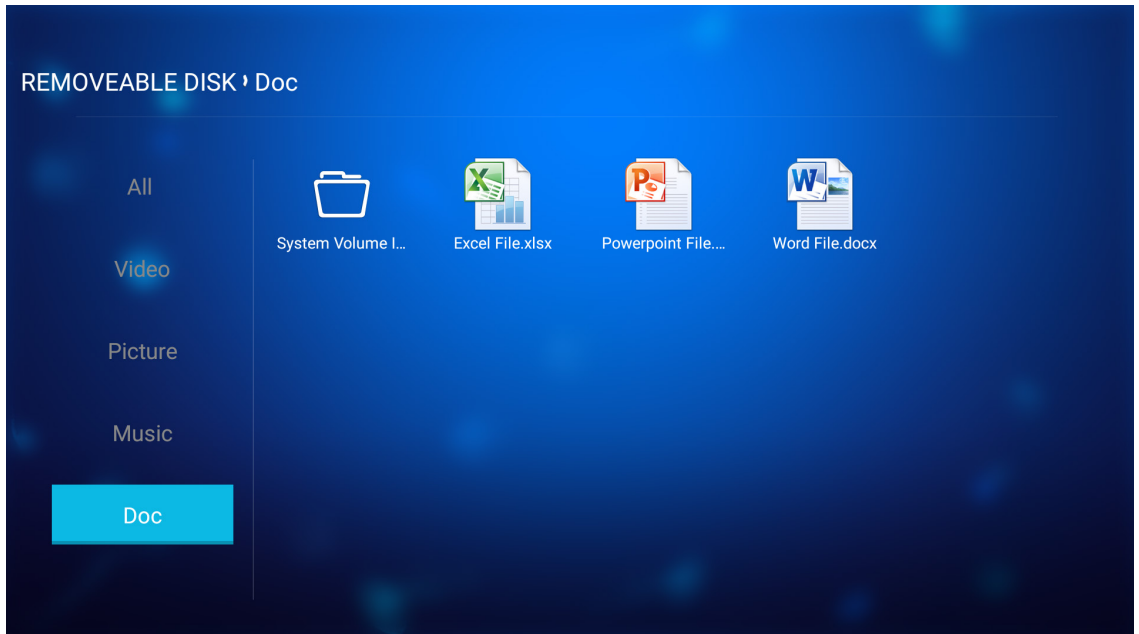 REMOVEABLE DISK › Doc
All
Video
Picture
Music
Doc
System Volume I...
Excel File.xlsx
Powerpoint File....
Word File.docx